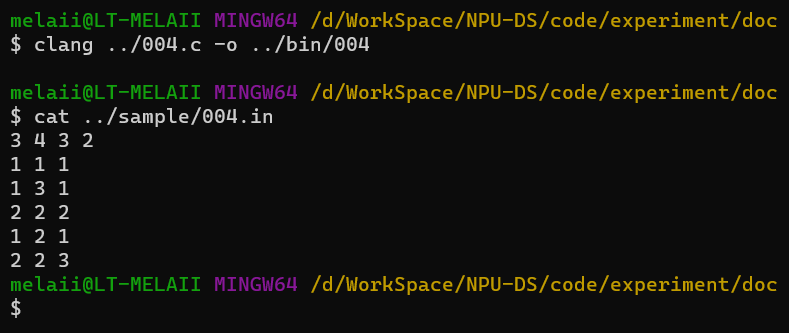 melaii@LT-MELAII MINGW64 /d/WorkSpace/NPU-DS/code/experiment/doc
$ clang ../004.c -o ../bin/004
melaii@LT-MELAII MINGW64 /d/WorkSpace/NPU-DS/code/experiment/doc
$ cat ../sample/004.in
3 4 3 2
1 1 1
1 3 1
2 2 2
1 2 1
2 2 3
melaii@LT-MELAII MINGW64 /d/WorkSpace/NPU-DS/code/experiment/doc
$